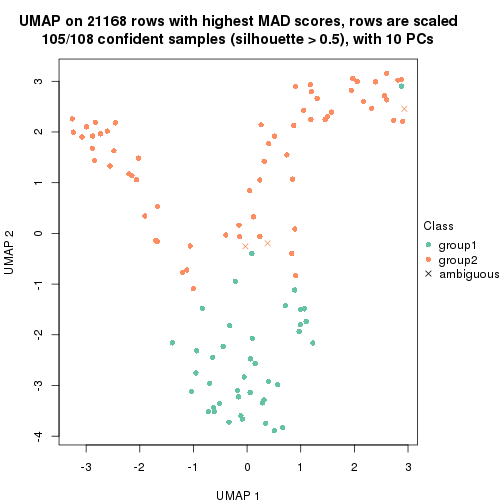 UMAP on 21168 rows with highest MAD scores, rows are scaled
105/108 confident samples (silhouette > 0.5), with 10 PCs
3
2
1
0
-1
-2
-3
-4
UMAP 2
-3
-2
-1
0
1
2
3
UMAP 1
Class
group1
group2
ambiguous